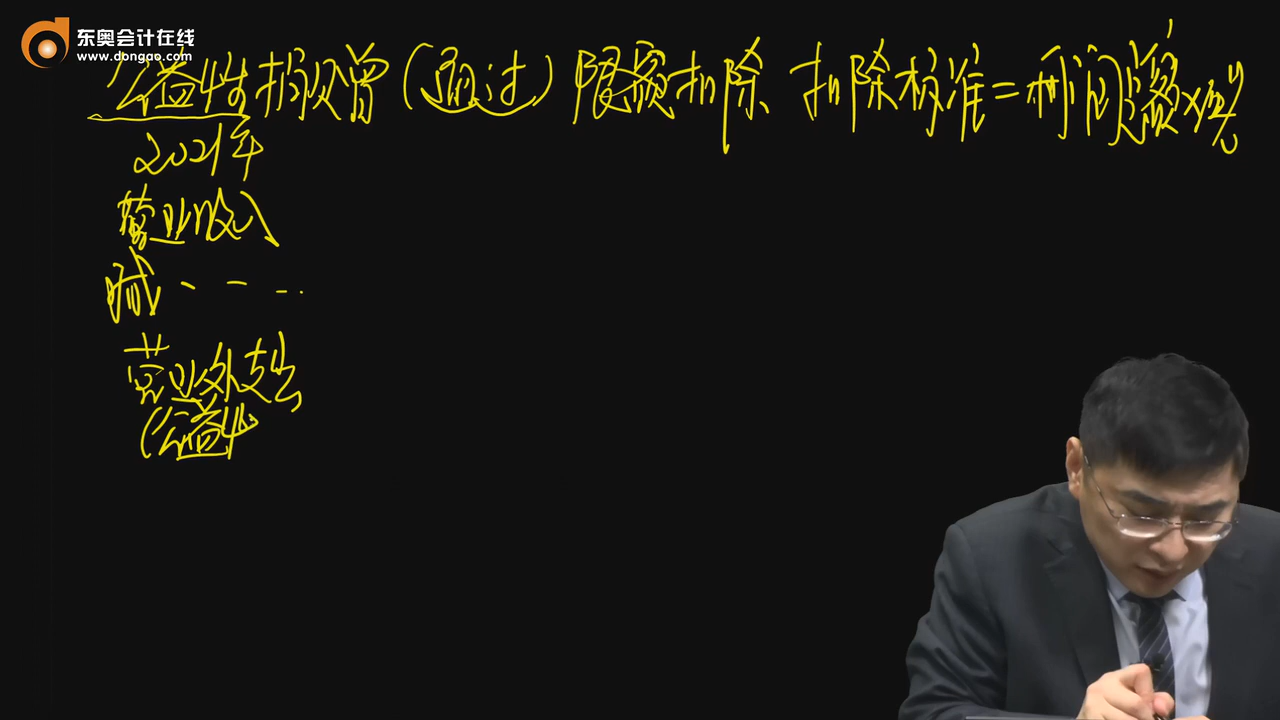 东奥会计在线
www.dongao.com
公益性捐赠(通过)限额扣除 扣除标准=利润总额×12%
2021年
营业收入
减、- - ..
营业外支出
(公益性